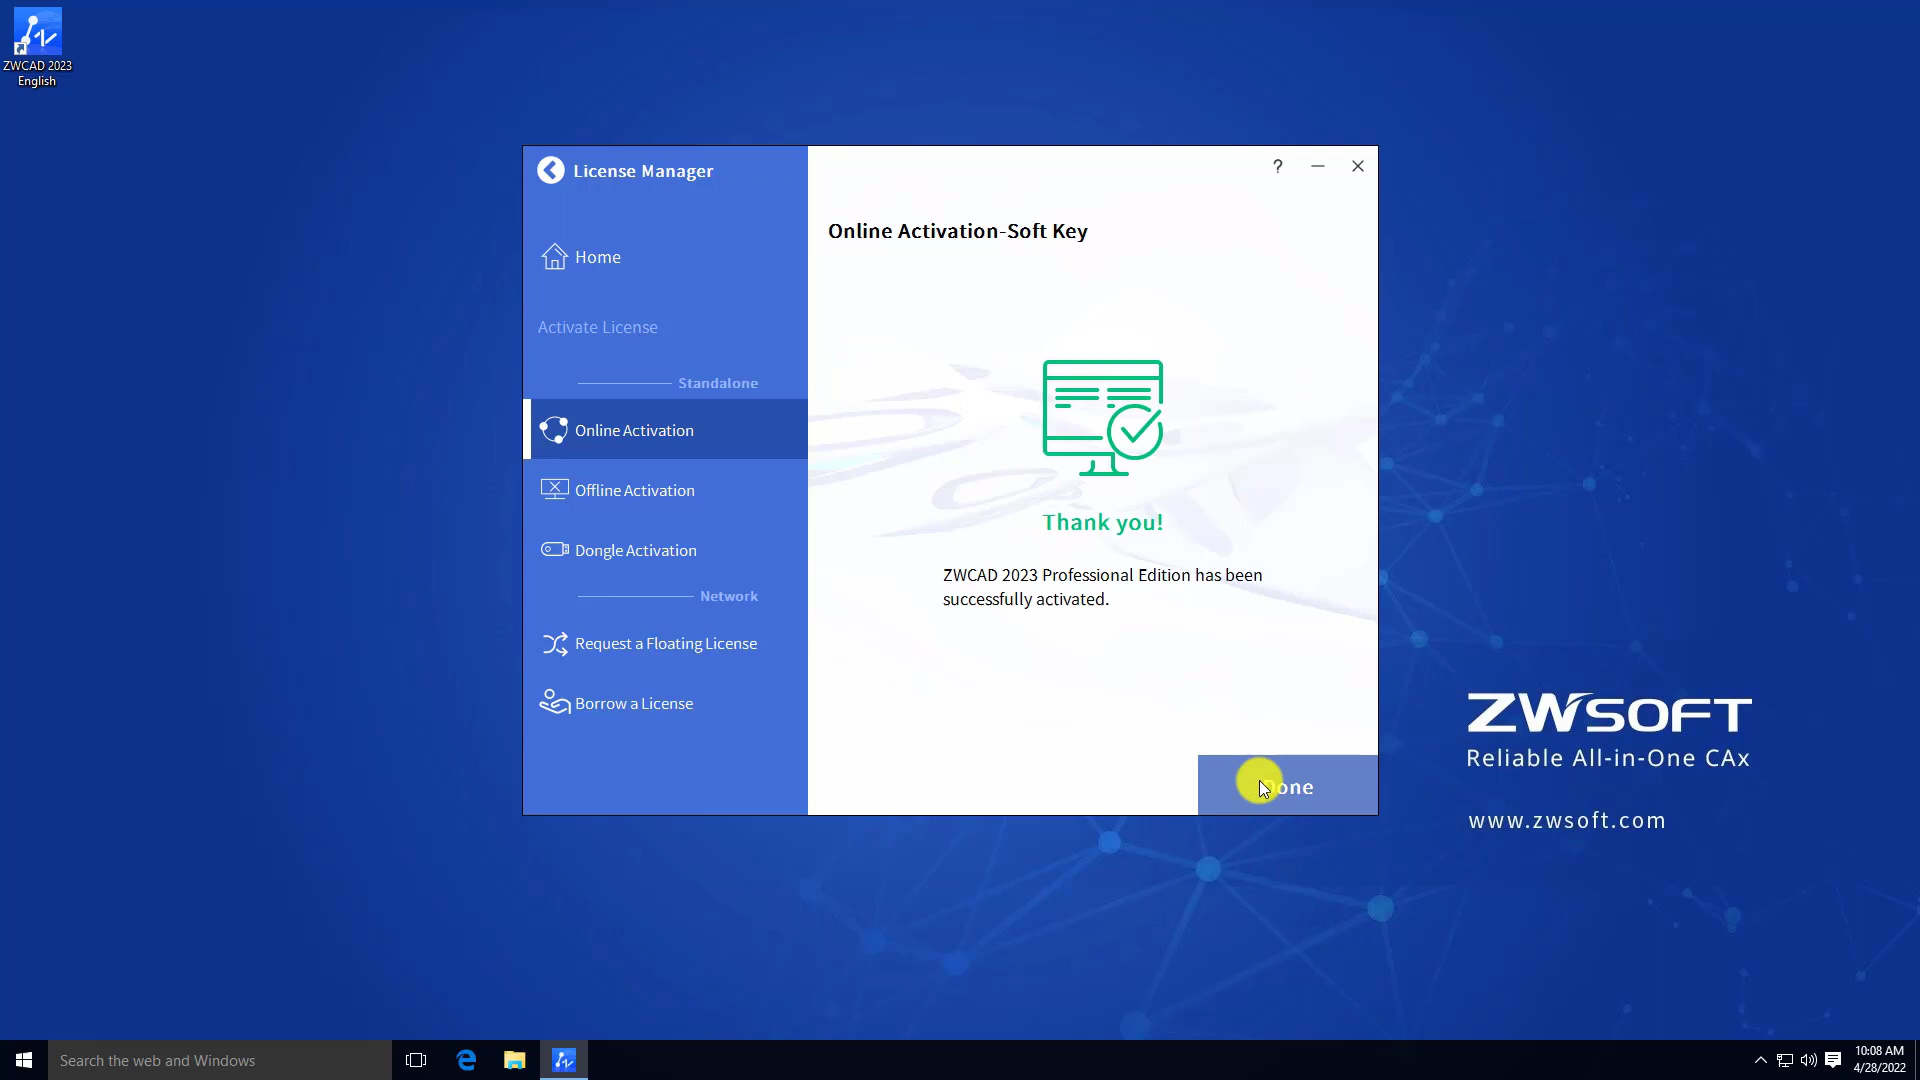 ZWCAD 2023
English
License Manager
?
Home
Activate License
Standalone
Online Activation
Offline Activation
Dongle Activation
Network
Request a Floating License
Borrow a License
Online Activation-Soft Key
Thank you!
ZWCAD 2023 Professional Edition has been
successfully activated.
Done
ZWSOFT
Reliable All-in-One CAx
www.zwsoft.com
Search the web and Windows
10:08 AM
4/28/2022